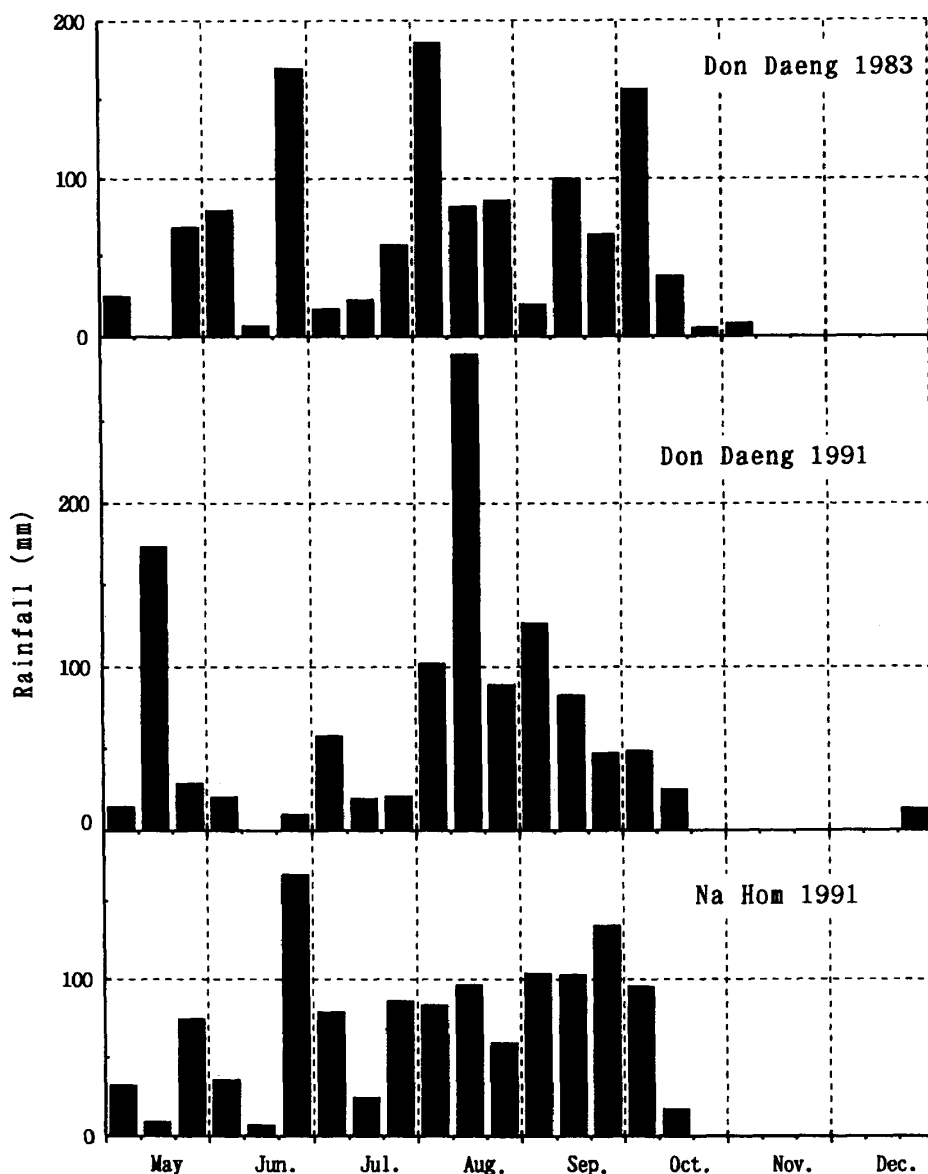 200
Don Daeng 1983
100
0
Don Daeng 1991
200
Rainfall (mm)
100
0
Na Hom 1991
100
0
May Jun. Jul. Aug. Sep. Oct. Nov. Dec.